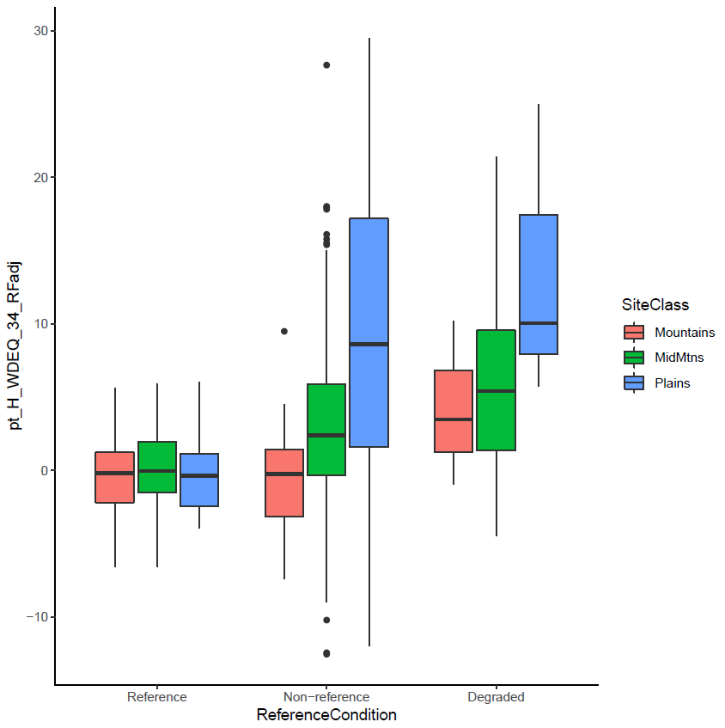 30
20
10
0
−10
pt_H_WDEQ_34_RFadj
Reference
Non−reference
Degraded
ReferenceCondition
SiteClass
Mountains
MidMtns
Plains